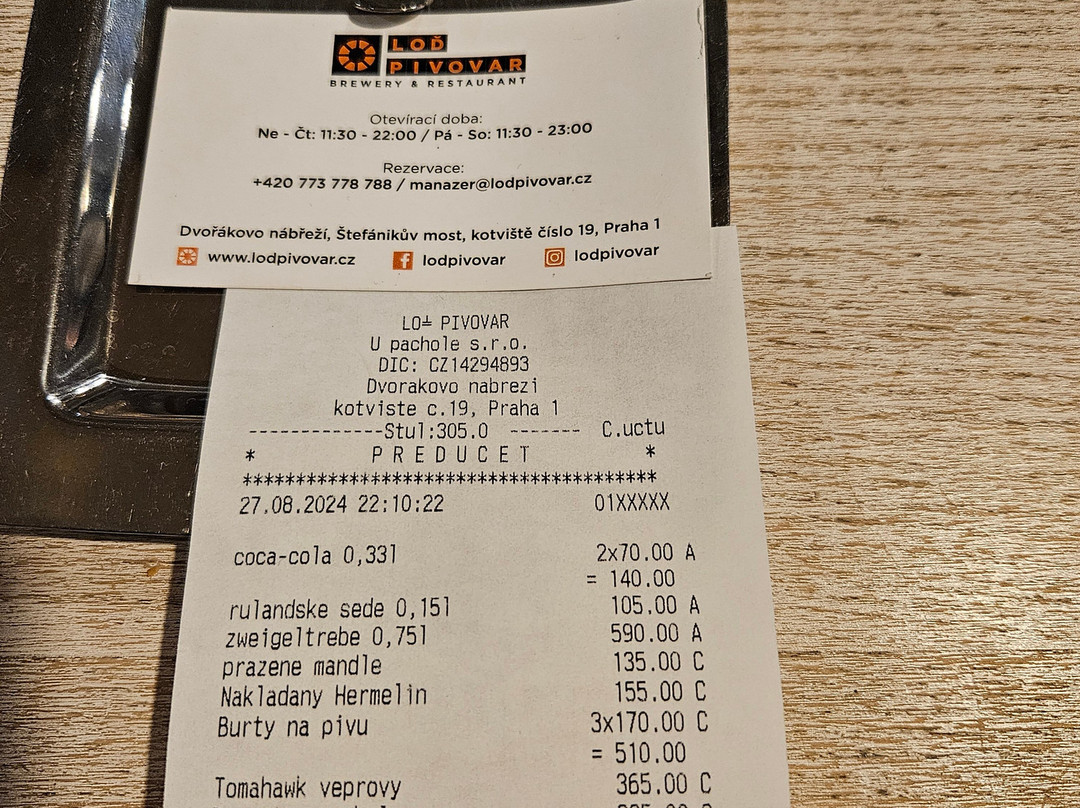 LOĎ
PIVOVAR
BREWERY & RESTAURANT
Otevírací doba:
Ne - Čt: 11:30 - 22:00 / Pá - So: 11:30 - 23:00
Rezervace:
+420 773 778 788 / manazer@lodpivovar.cz
Dvořákovo nábřeží, Štefánikův most, kotviště číslo 19, Praha 1
www.lodpivovar.cz lodpivovar lodpivovar
LO╧ PIVOVAR
U pachole s.r.o.
DIC: CZ14294893
Dvorakovo nabrezi
kotviste c.19, Praha 1
-------------Stul:305.0 ------- C.uctu
* P R E D U C E T *
****************************************
27.08.2024 22:10:22 01XXXXX
coca-cola 0,33l 2x70.00 A
= 140.00
rulandske sede 0,15l 105.00 A
zweigeltrebe 0,75l 590.00 A
prazene mandle 135.00 C
Nakladany Hermelin 155.00 C
Burty na pivu 3x170.00 C
= 510.00
Tomahawk veprovy 365.00 C